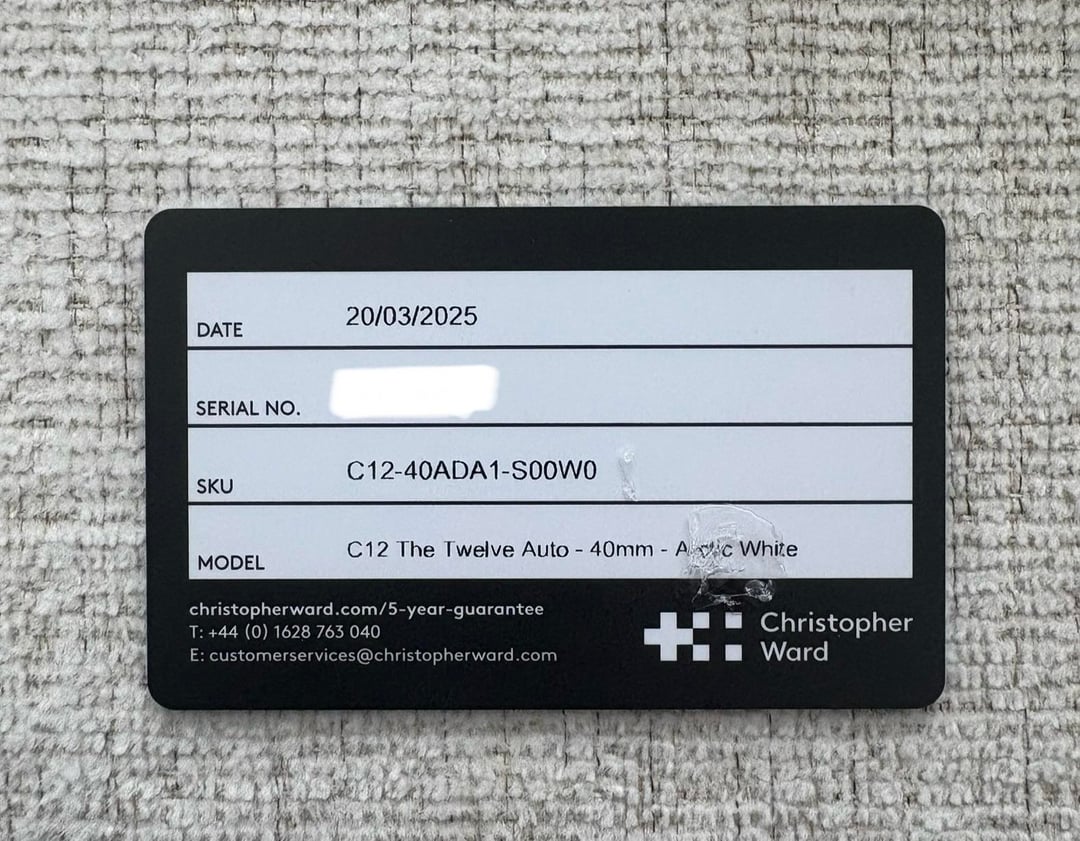 DATE 20/03/2025
SERIAL NO.
SKU C12-40ADA1-S00W0
MODEL C12 The Twelve Auto - 40mm - Arctic White
christopherward.com/5-year-guarantee
T: +44 (0) 1628 763 040
E: customerservices@christopherward.com
Christopher
Ward